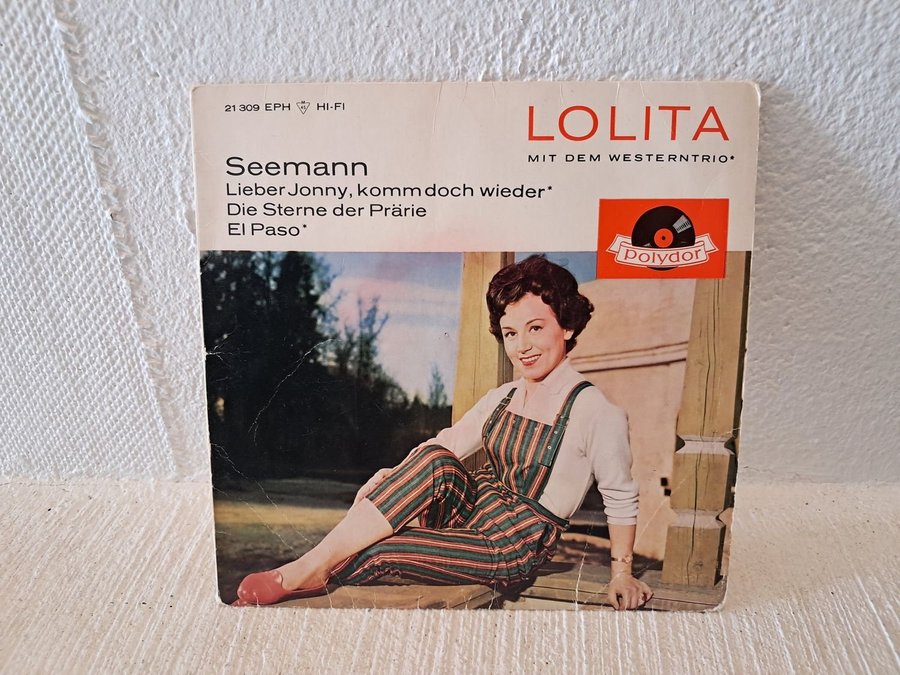 21 309 EPH M 45 HI-FI
LOLITA
MIT DEM WESTERNTRIO*
Seemann
Lieber Jonny, komm doch wieder*
Die Sterne der Prärie
El Paso*
polydor